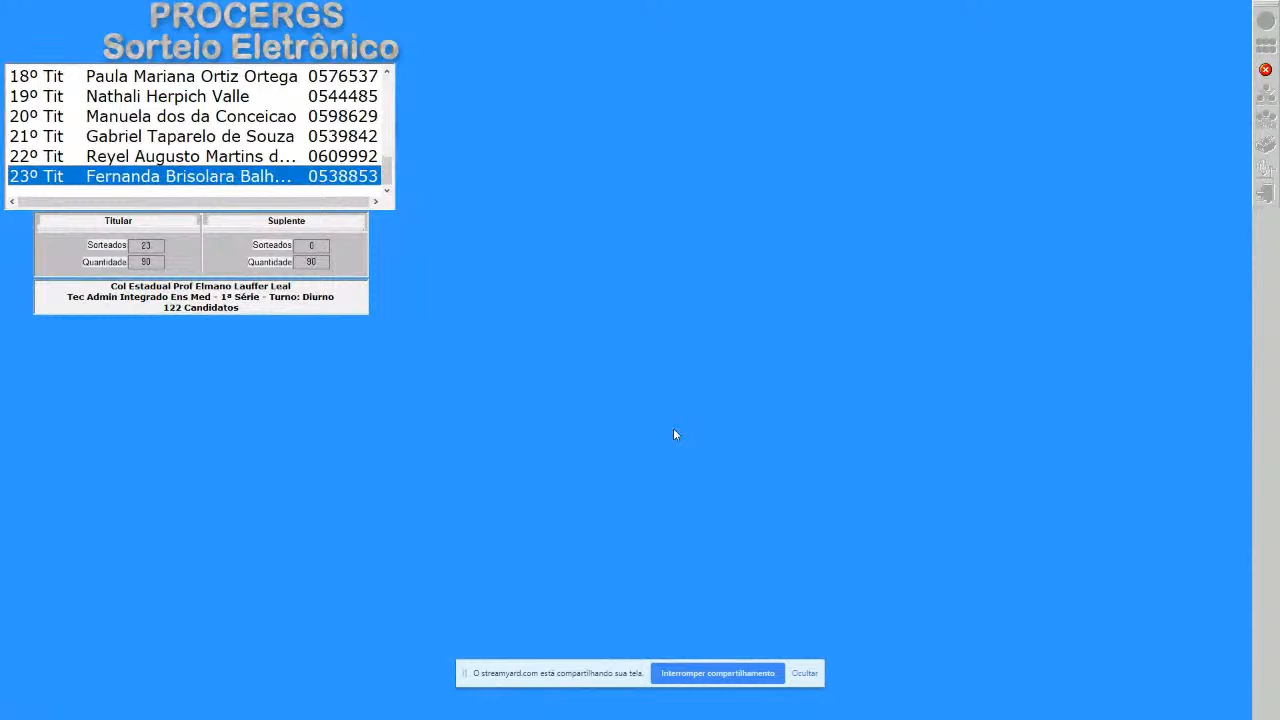 PROCERGS
Sorteio Eletrônico
18º Tit Paula Mariana Ortiz Ortega 0576537
19º Tit Nathali Herpich Valle 0544485
20º Tit Manuela dos da Conceicao 0598629
21º Tit Gabriel Taparelo de Souza 0539842
22º Tit Reyel Augusto Martins d... 0609992
23º Tit Fernanda Brisolara Balh... 0538853
Titular Suplente
Sorteados 23 Sorteados 0
Quantidade 90 Quantidade 90
Col Estadual Prof Elmano Lauffer Leal
Tec Admin Integrado Ens Med - 1ª Série - Turno: Diurno
122 Candidatos
O streamyard.com está compartilhando sua tela. Interromper compartilhamento Ocultar